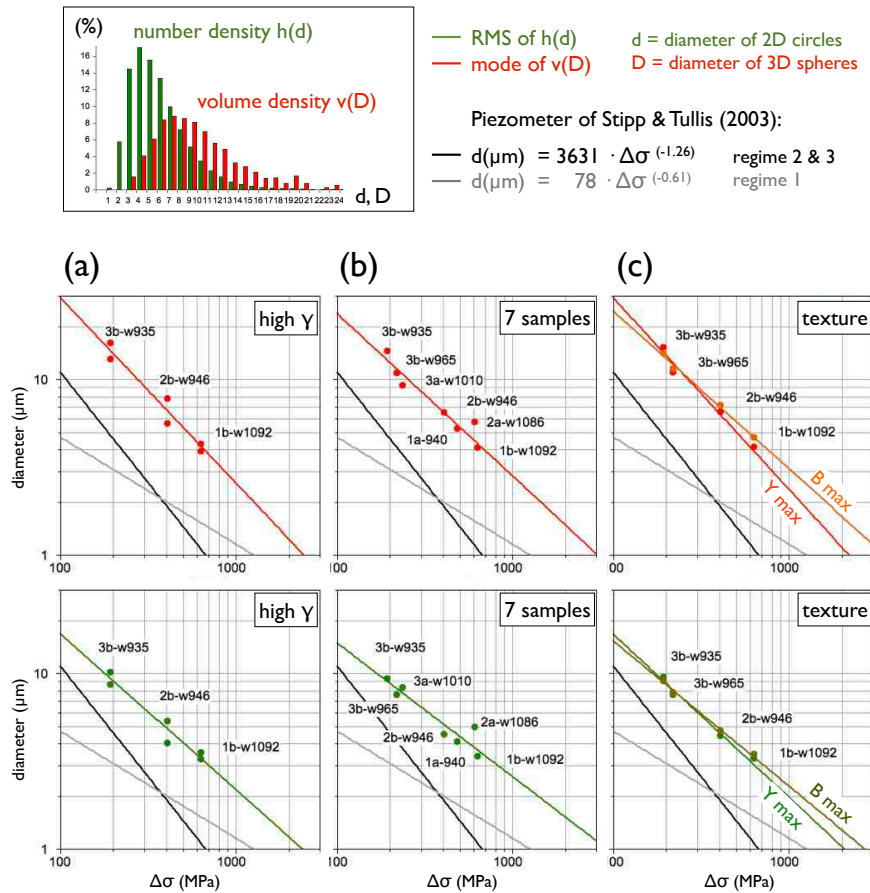 (%)
number density h(d)
volume density v(D)
16
14
12
10
8
6
4
2
0
1 2 3 4 5 6 7 8 9 10 11 12 13 14 15 16 17 18 19 20 21 22 23 24
d, D
RMS of h(d)
mode of v(D)
d = diameter of 2D circles
D = diameter of 3D spheres
Piezometer of Stipp & Tullis (2003):
d(µm) = 3631 · Δσ (-1.26) regime 2 & 3
d(µm) = 78 · Δσ (-0.61) regime 1
(a)
(b)
(c)
high γ
3b-w935
2b-w946
1b-w1092
diameter (µm)
10
1
100
1000
7 samples
3b-w935
3b-w965
3a-w1010
2b-w946
2a-w1086
1a-940
1b-w1092
100
1000
texture
3b-w935
3b-w965
2b-w946
1b-w1092
B max
Y max
00
1000
high γ
3b-w935
2b-w946
1b-w1092
diameter (µm)
10
1
100
1000
Δσ (MPa)
7 samples
3b-w935
3a-w1010
3b-w965
2a-w1086
2b-w946
1a-940
1b-w1092
100
1000
Δσ (MPa)
texture
3b-w935
3b-w965
2b-w946
1b-w1092
B max
Y max
00
1000
Δσ (MPa)